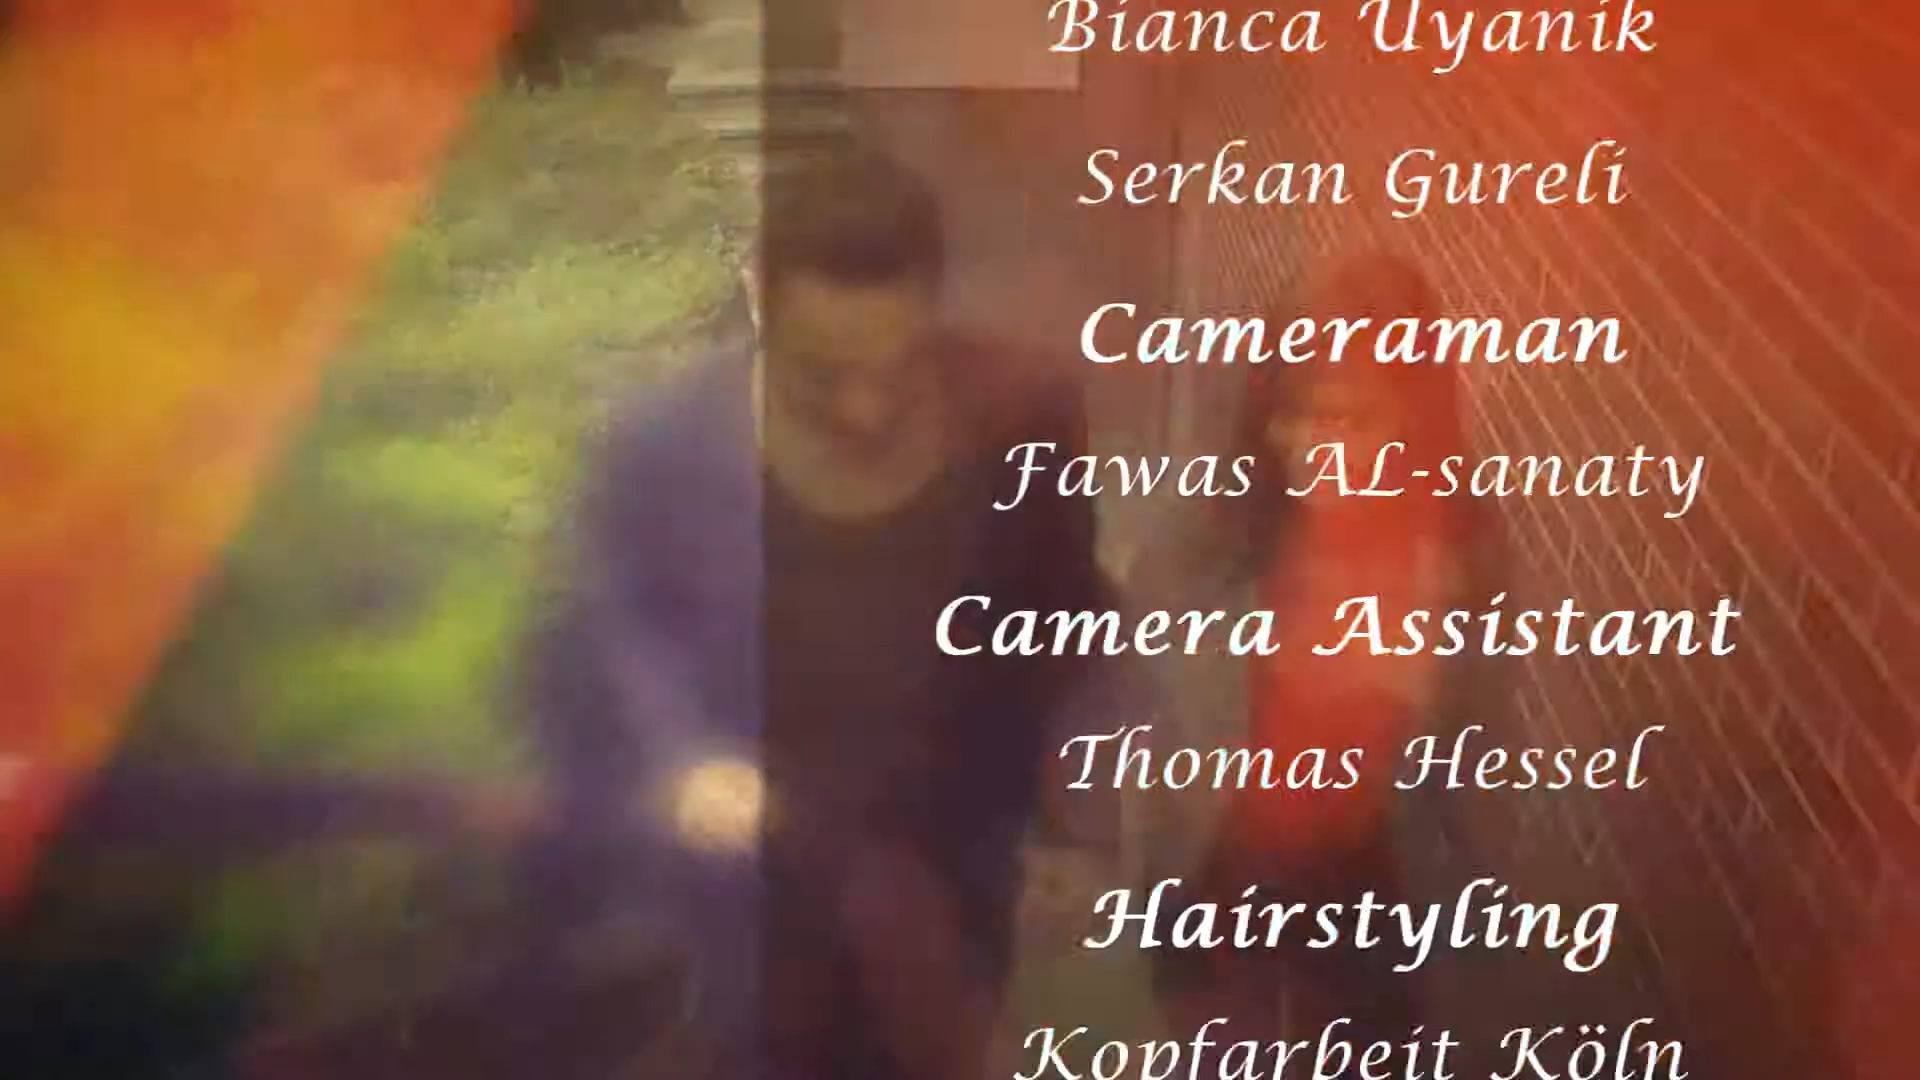 Bianca Uyanik
Serkan Gureli
Cameraman
Fawas AL-sanaty
Camera Assistant
Thomas Hessel
Hairstyling
Kopfarbeit Köln